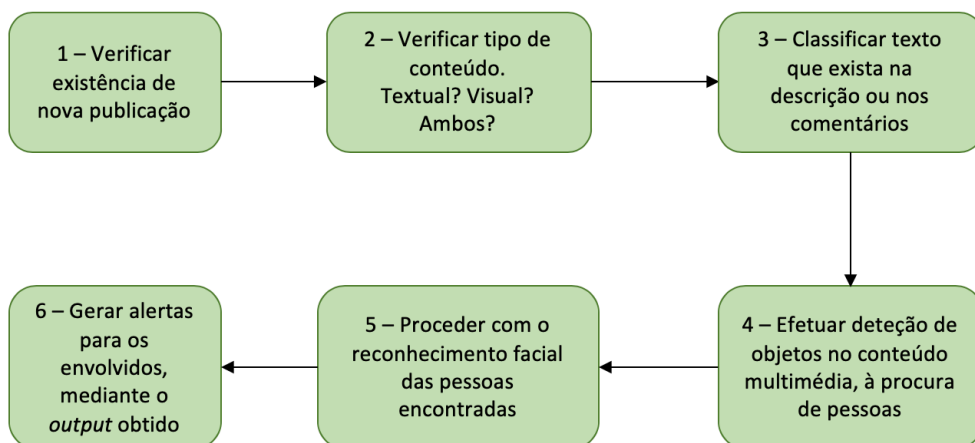 1 – Verificar
existência de
nova publicação
2 – Verificar tipo de
conteúdo.
Textual? Visual?
Ambos?
3 – Classificar texto
que exista na
descrição ou nos
comentários
4 – Efetuar deteção de
objetos no conteúdo
multimédia, à procura
de pessoas
5 – Proceder com o
reconhecimento facial
das pessoas
encontradas
6 – Gerar alertas
para os
envolvidos,
mediante o
output obtido